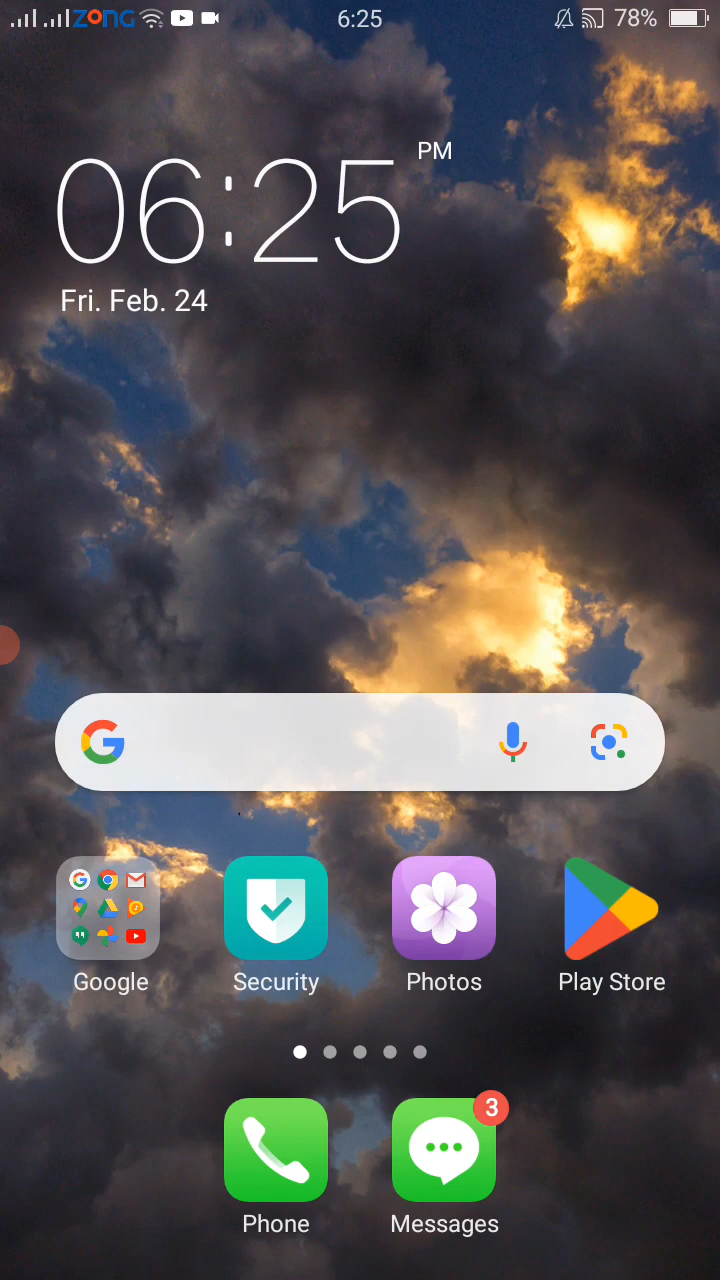 ZONG 6:25 78%
06:25 PM
Fri. Feb. 24
Google Security Photos Play Store
3
Phone Messages